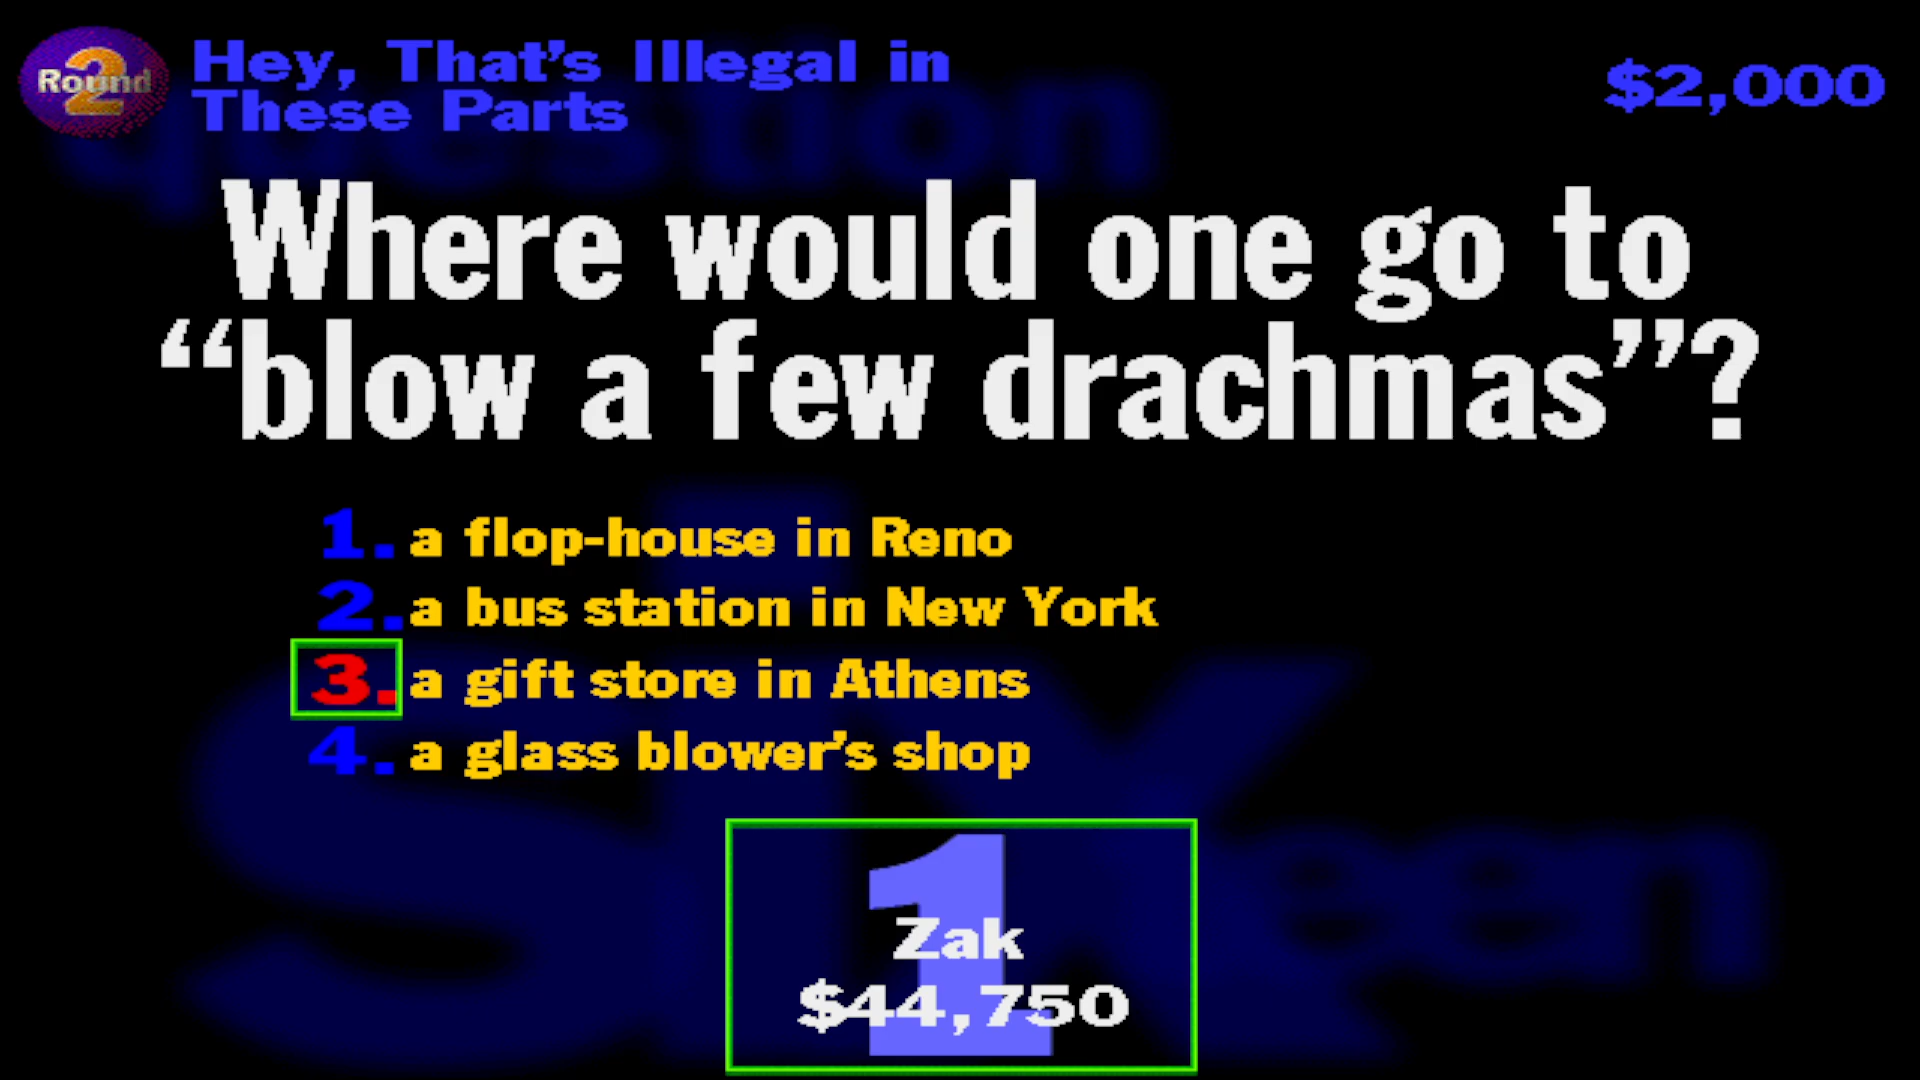 Round 2
Hey, That's Illegal in
These Parts
$2,000
question
Where would one go to
“blow a few drachmas”?
1. a flop-house in Reno
2. a bus station in New York
3. a gift store in Athens
4. a glass blower's shop
SiXteen
1
Zak
$44,750